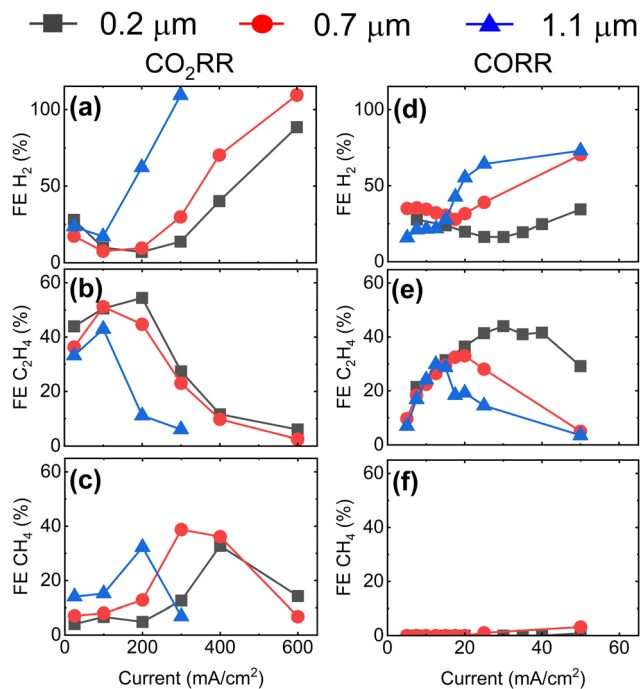 0.2 μm 0.7 μm 1.1 μm
CO₂RR CORR
(a) (d)
FE H₂ (%) 100 50 0
FE H₂ (%) 100 50 0
(b) (e)
FE C₂H₄ (%) 60 40 20 0
FE C₂H₄ (%) 60 40 20 0
(c) (f)
FE CH₄ (%) 60 40 20 0
FE CH₄ (%) 60 40 20 0
0 200 400 600 0 20 40 60
Current (mA/cm²) Current (mA/cm²)